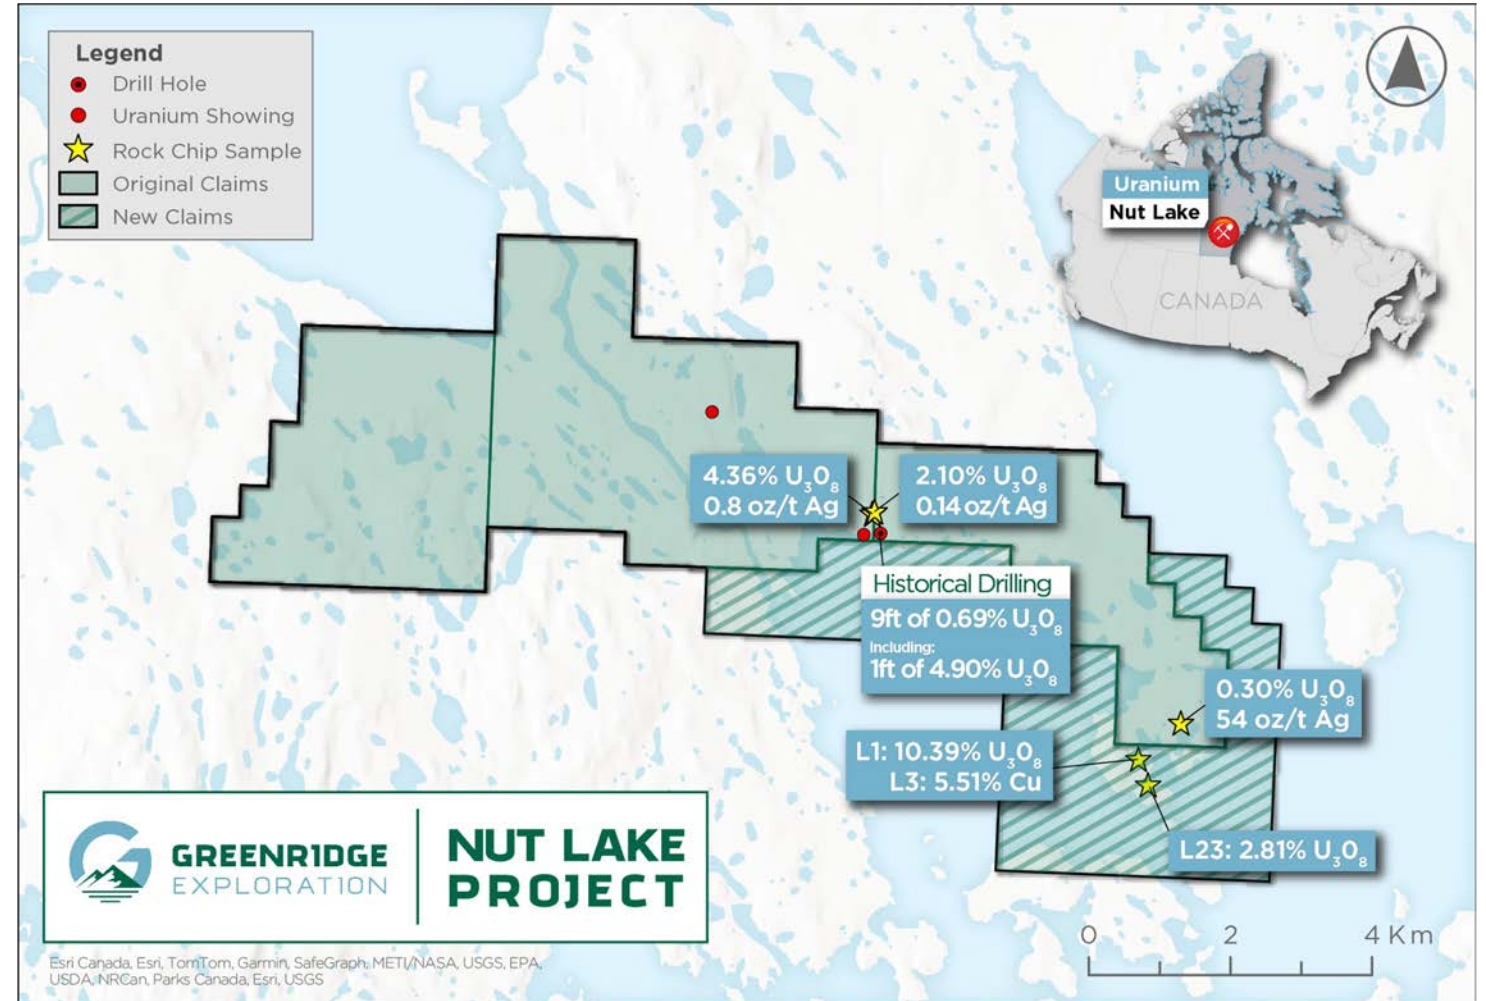 Legend
Drill Hole
Uranium Showing
Rock Chip Sample
Original Claims
New Claims
Uranium
Nut Lake
CANADA
4.36% U₃O₈
0.8 oz/t Ag
2.10% U₃O₈
0.14 oz/t Ag
Historical Drilling
9ft of 0.69% U₃O₈
Including:
1ft of 4.90% U₃O₈
0.30% U₃O₈
54 oz/t Ag
L1: 10.39% U₃O₈
L3: 5.51% Cu
L23: 2.81% U₃O₈
GREENR1DGE
EXPLORATION
NUT LAKE
PROJECT
0 2 4 Km
Esri Canada, Esri, TomTom, Garmin, SafeGraph, METI/NASA, USGS, EPA,
USDA, NRCan, Parks Canada, Esri, USGS